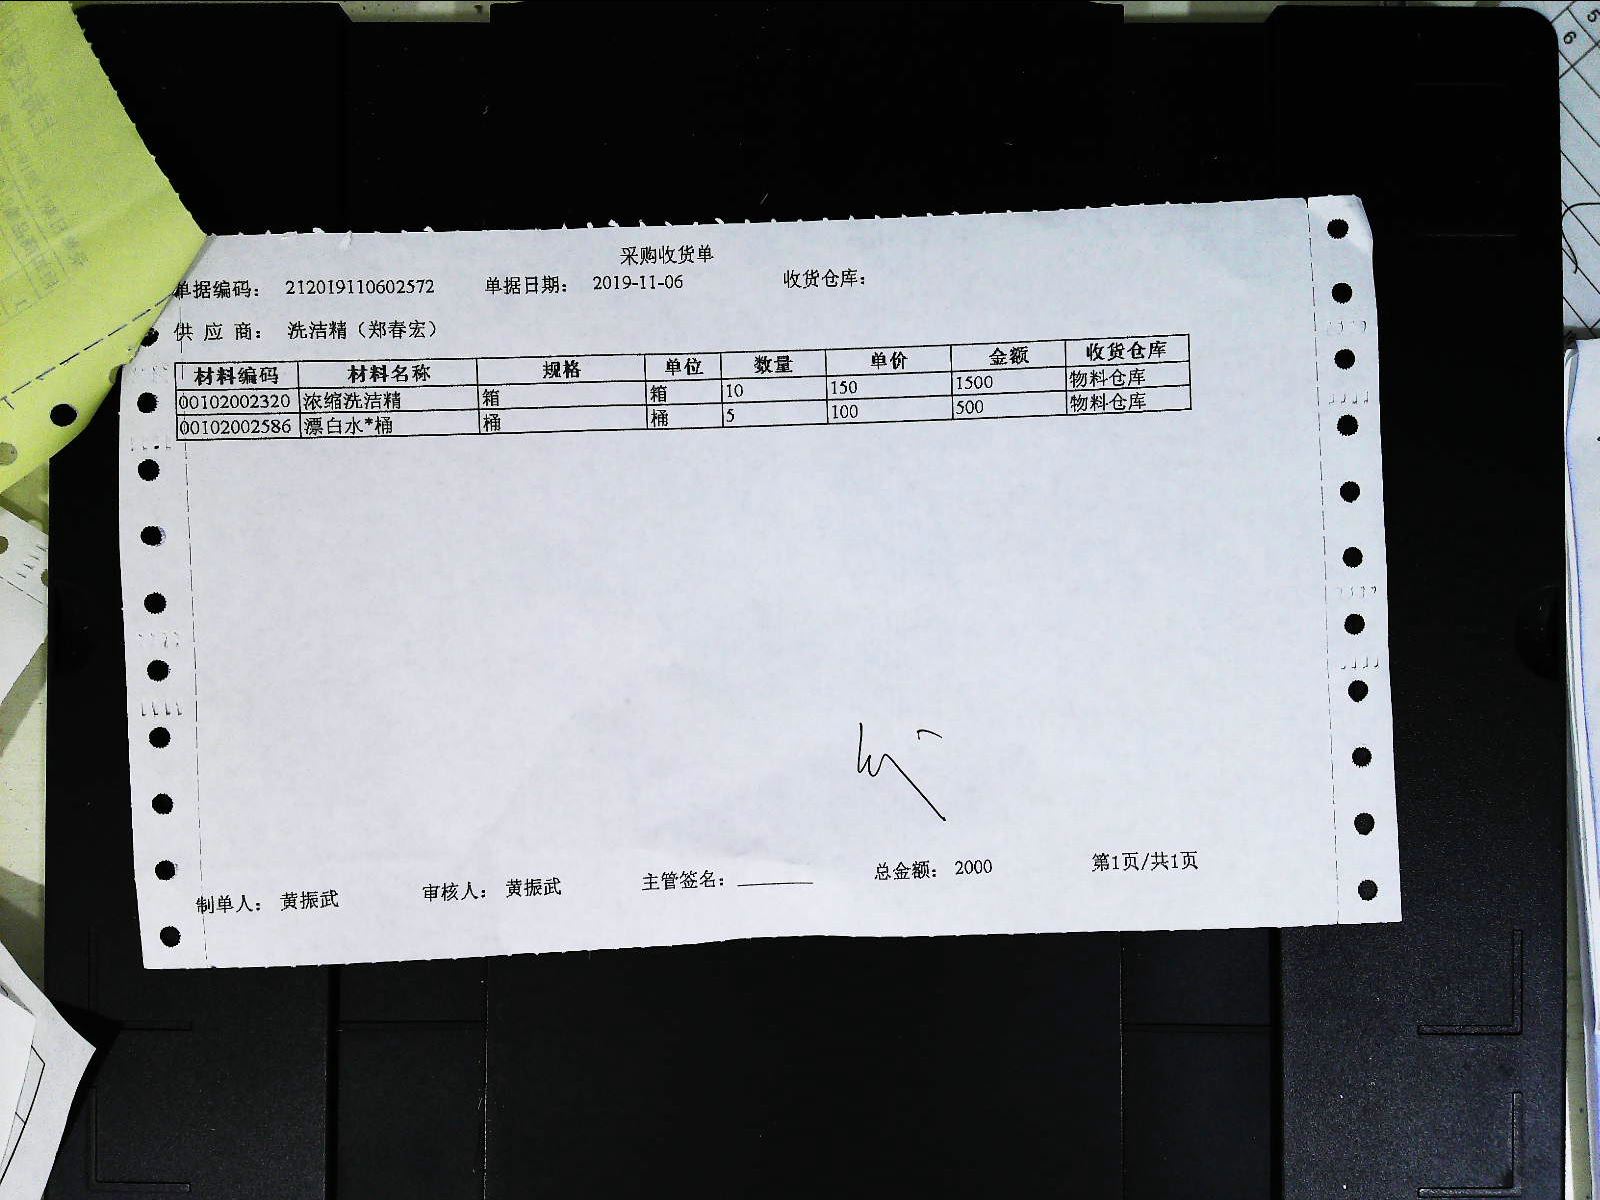 采购收货单
单据编码： 212019110602572 单据日期： 2019-11-06 收货仓库：
供 应 商： 洗洁精（郑春宏）
材料编码 材料名称 规格 单位 数量 单价 金额 收货仓库
00102002320 浓缩洗洁精 箱 箱 10 150 1500 物料仓库
00102002586 漂白水*桶 桶 桶 5 100 500 物料仓库
制单人： 黄振武 审核人： 黄振武 主管签名： 总金额： 2000 第1页/共1页